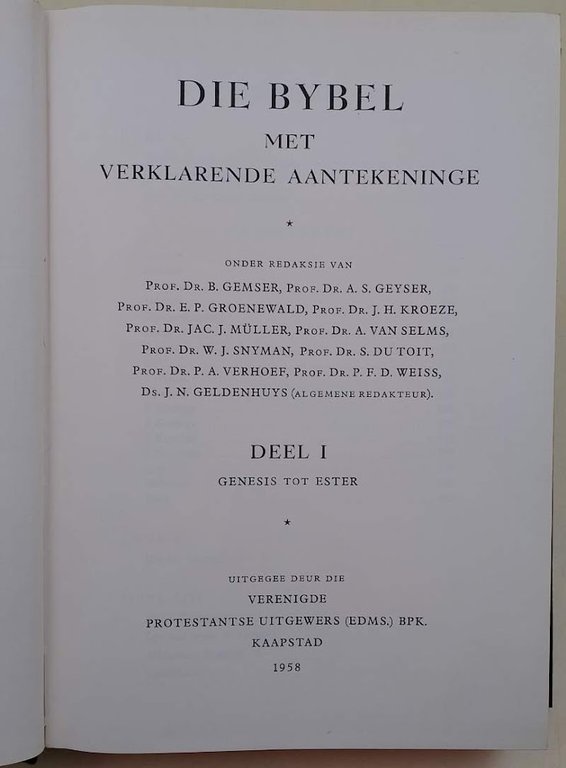 DIE BYBEL
MET
VERKLARENDE AANTEKENINGE
★
ONDER REDAKSIE VAN
PROF. DR. B. GEMSER, PROF. DR. A. S. GEYSER,
PROF. DR. E. P. GROENEWALD, PROF. DR. J. H. KROEZE,
PROF. DR. JAC. J. MÜLLER, PROF. DR. A. VAN SELMS,
PROF. DR. W. J. SNYMAN, PROF. DR. S. DU TOIT,
PROF. DR. P. A. VERHOEF, PROF. DR. P. F. D. WEISS,
DS. J. N. GELDENHUYS (ALGEMENE REDAKTEUR).
DEEL I
GENESIS TOT ESTER
★
UITGEGEE DEUR DIE
VERENIGDE
PROTESTANTSE UITGEWERS (EDMS.) BPK.
KAAPSTAD
1958